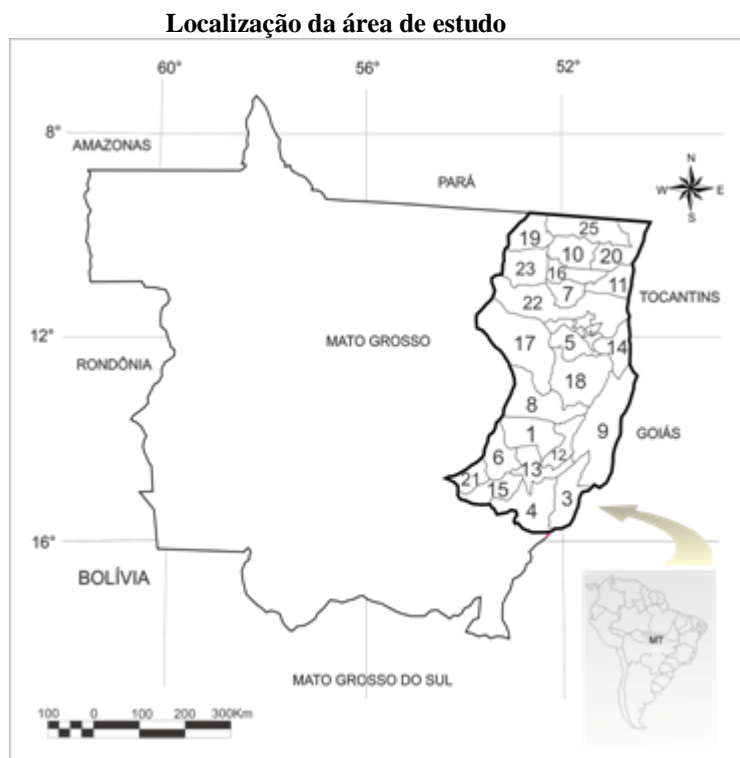 Localização da área de estudo
60° 56° 52°
8°
AMAZONAS
PARÁ
N
W E
S
25
19
10
20
23
16
11
7
TOCANTINS
22
12°
MATO GROSSO
17
5
14
RONDÔNIA
18
8
9
GOIÁS
1
6
12
13
21
15
3
4
16°
BOLÍVIA
MT
MATO GROSSO DO SUL
100 0 100 200 300Km